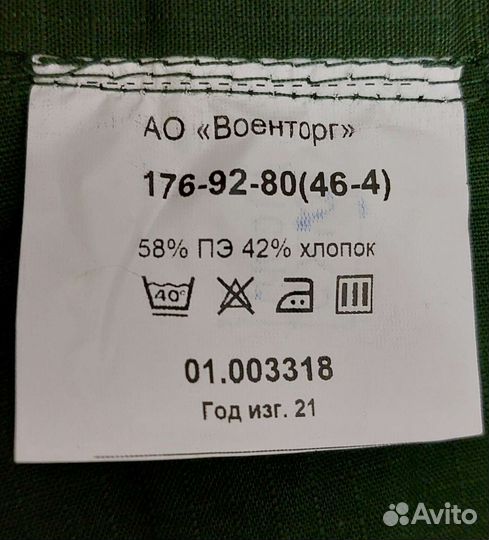 АО «Военторг»
176-92-80(46-4)
58% ПЭ 42% хлопок
40°
01.003318
Год изг. 21
Avito